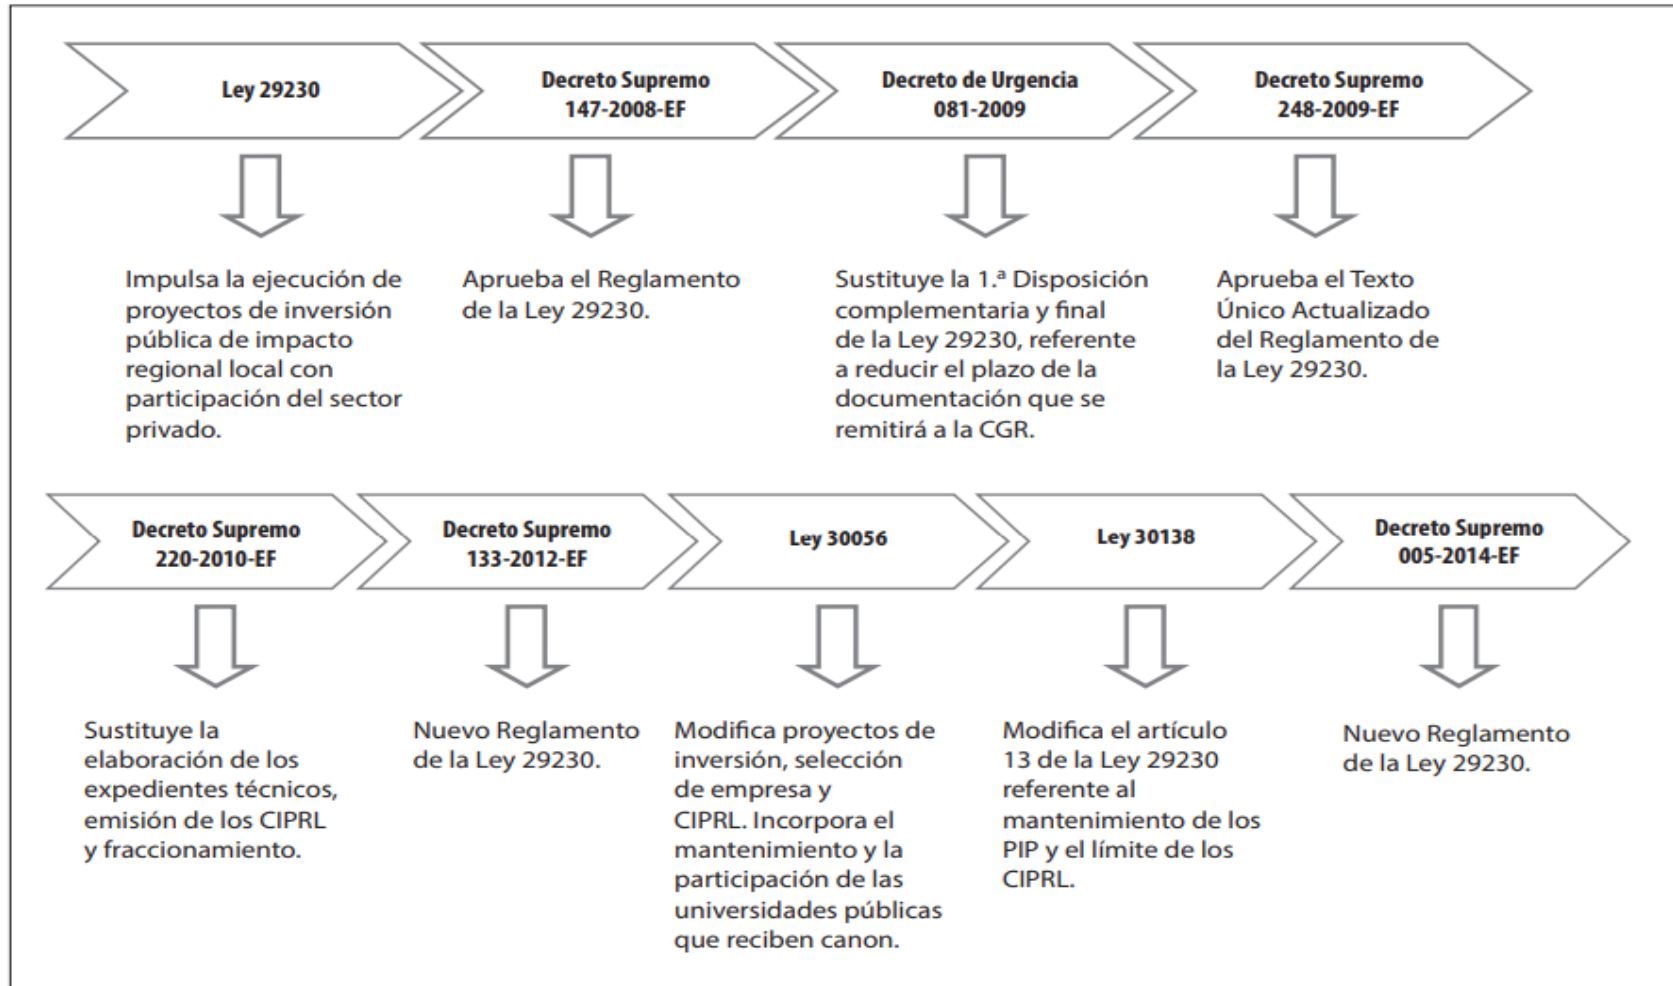 Ley 29230
Decreto Supremo
147-2008-EF
Decreto de Urgencia
081-2009
Decreto Supremo
248-2009-EF
Impulsa la ejecución de
proyectos de inversión
pública de impacto
regional local con
participación del sector
privado.
Aprueba el Reglamento
de la Ley 29230.
Sustituye la 1.ª Disposición
complementaria y final
de la Ley 29230, referente
a reducir el plazo de la
documentación que se
remitirá a la CGR.
Aprueba el Texto
Único Actualizado
del Reglamento de
la Ley 29230.
Decreto Supremo
220-2010-EF
Decreto Supremo
133-2012-EF
Ley 30056
Ley 30138
Decreto Supremo
005-2014-EF
Sustituye la
elaboración de los
expedientes técnicos,
emisión de los CIPRL
y fraccionamiento.
Nuevo Reglamento
de la Ley 29230.
Modifica proyectos de
inversión, selección
de empresa y
CIPRL. Incorpora el
mantenimiento y la
participación de las
universidades públicas
que reciben canon.
Modifica el artículo
13 de la Ley 29230
referente al
mantenimiento de los
PIP y el límite de los
CIPRL.
Nuevo Reglamento
de la Ley 29230.